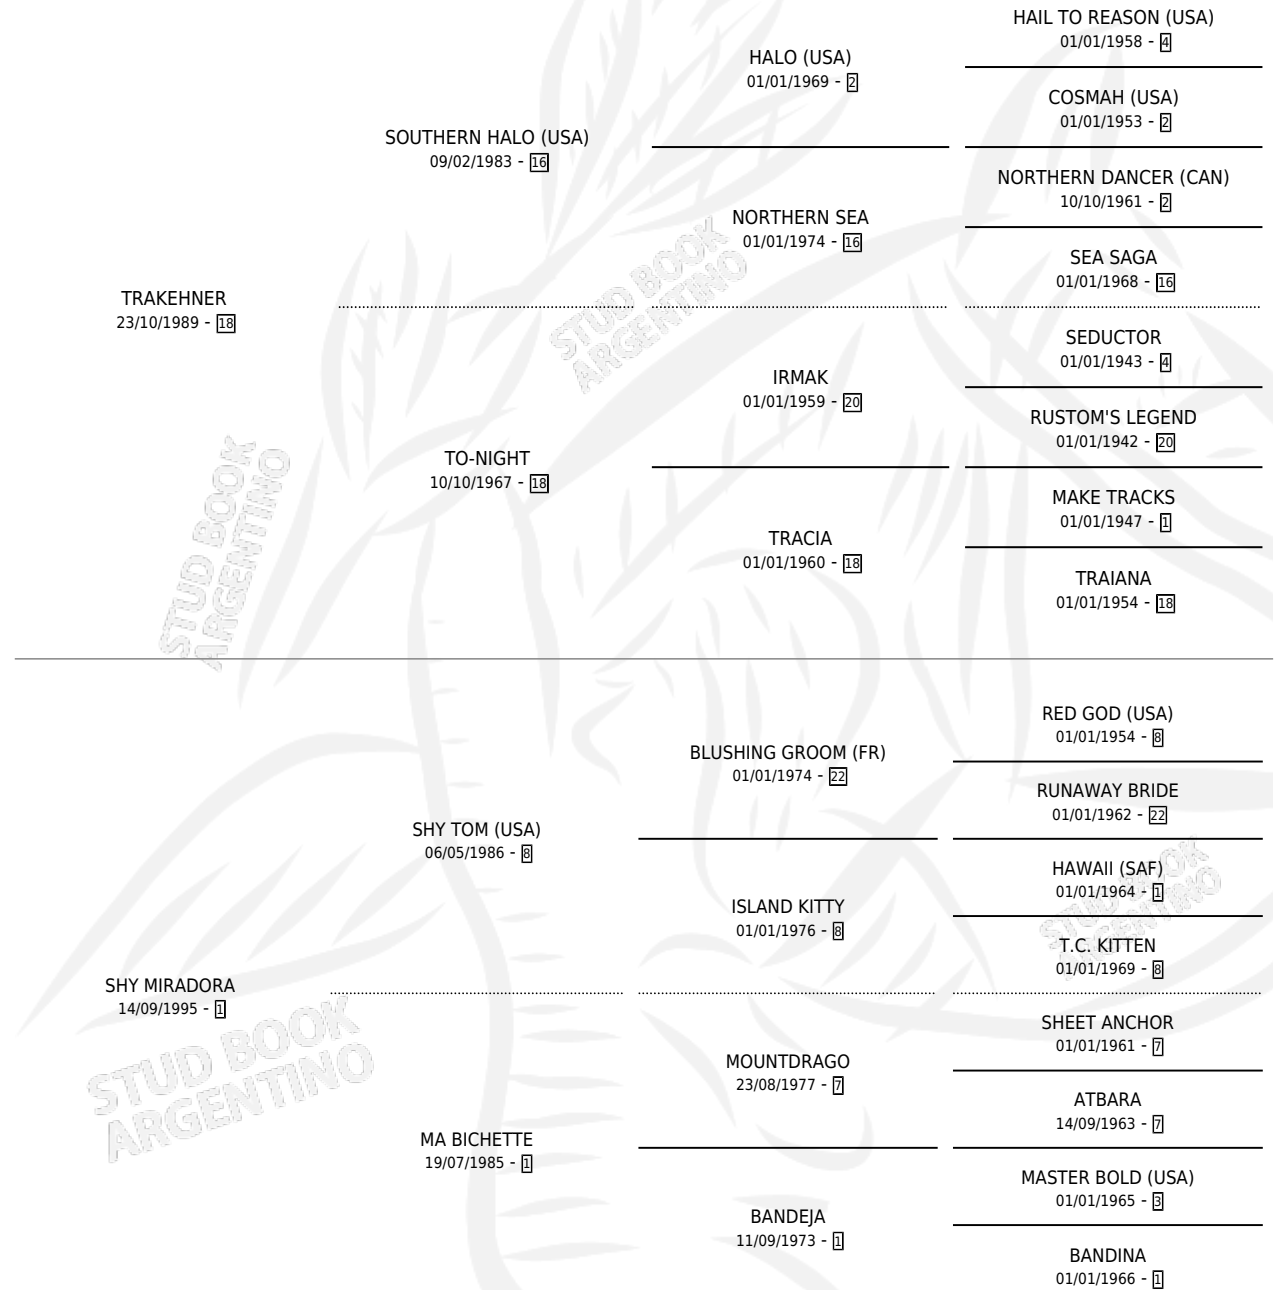 HAIL TO REASON (USA)
01/01/1958 - 4
HALO (USA)
01/01/1969 - 2
COSMAH (USA)
01/01/1953 - 2
SOUTHERN HALO (USA)
09/02/1983 - 16
NORTHERN DANCER (CAN)
10/10/1961 - 2
NORTHERN SEA
01/01/1974 - 16
SEA SAGA
01/01/1968 - 16
TRAKEHNER
23/10/1989 - 18
SEDUCTOR
01/01/1943 - 4
IRMAK
01/01/1959 - 20
RUSTOM'S LEGEND
01/01/1942 - 20
TO-NIGHT
10/10/1967 - 18
MAKE TRACKS
01/01/1947 - 1
TRACIA
01/01/1960 - 18
TRAIANA
01/01/1954 - 18
RED GOD (USA)
01/01/1954 - 8
BLUSHING GROOM (FR)
01/01/1974 - 22
RUNAWAY BRIDE
01/01/1962 - 22
SHY TOM (USA)
06/05/1986 - 8
HAWAII (SAF)
01/01/1964 - 1
ISLAND KITTY
01/01/1976 - 8
T.C. KITTEN
01/01/1969 - 8
SHY MIRADORA
14/09/1995 - 1
SHEET ANCHOR
01/01/1961 - 7
MOUNTDRAGO
23/08/1977 - 7
ATBARA
14/09/1963 - 7
MA BICHETTE
19/07/1985 - 1
MASTER BOLD (USA)
01/01/1965 - 3
BANDEJA
11/09/1973 - 1
BANDINA
01/01/1966 - 1
STUD BOOK
ARGENTINO
STUD BOOK
ARGENTINO
STUD BOOK
ARGENTINO
STUD BOOK
ARGENTINO